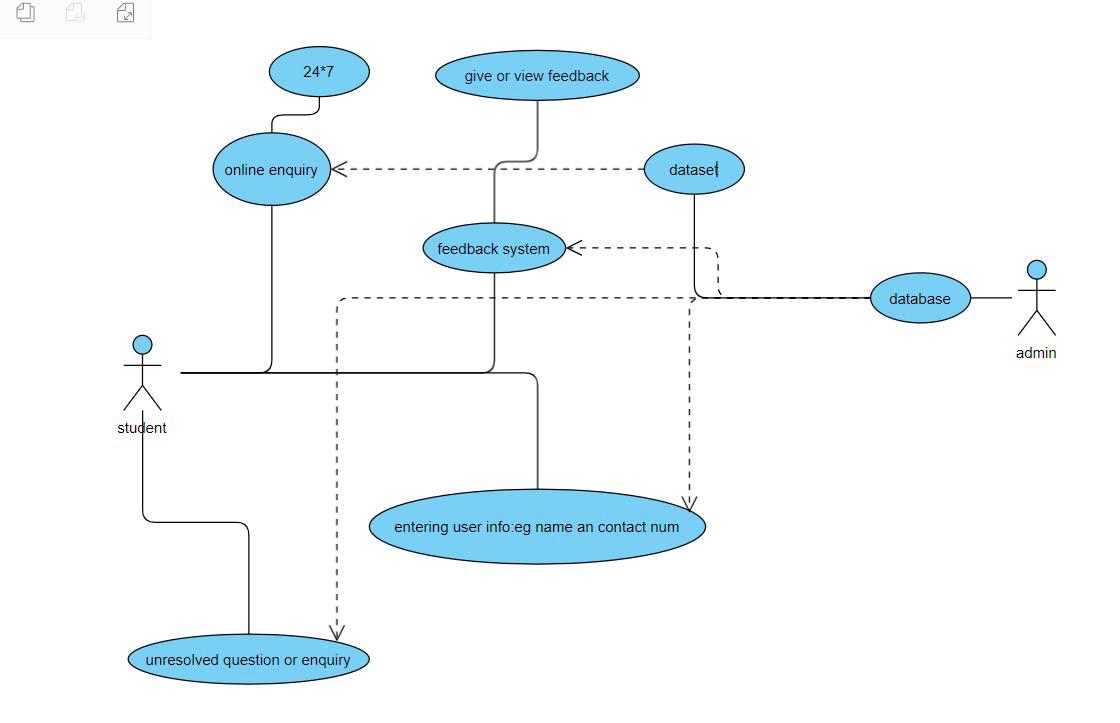 24*7
give or view feedback
online enquiry
dataset
feedback system
database
admin
student
entering user info:eg name an contact num
unresolved question or enquiry